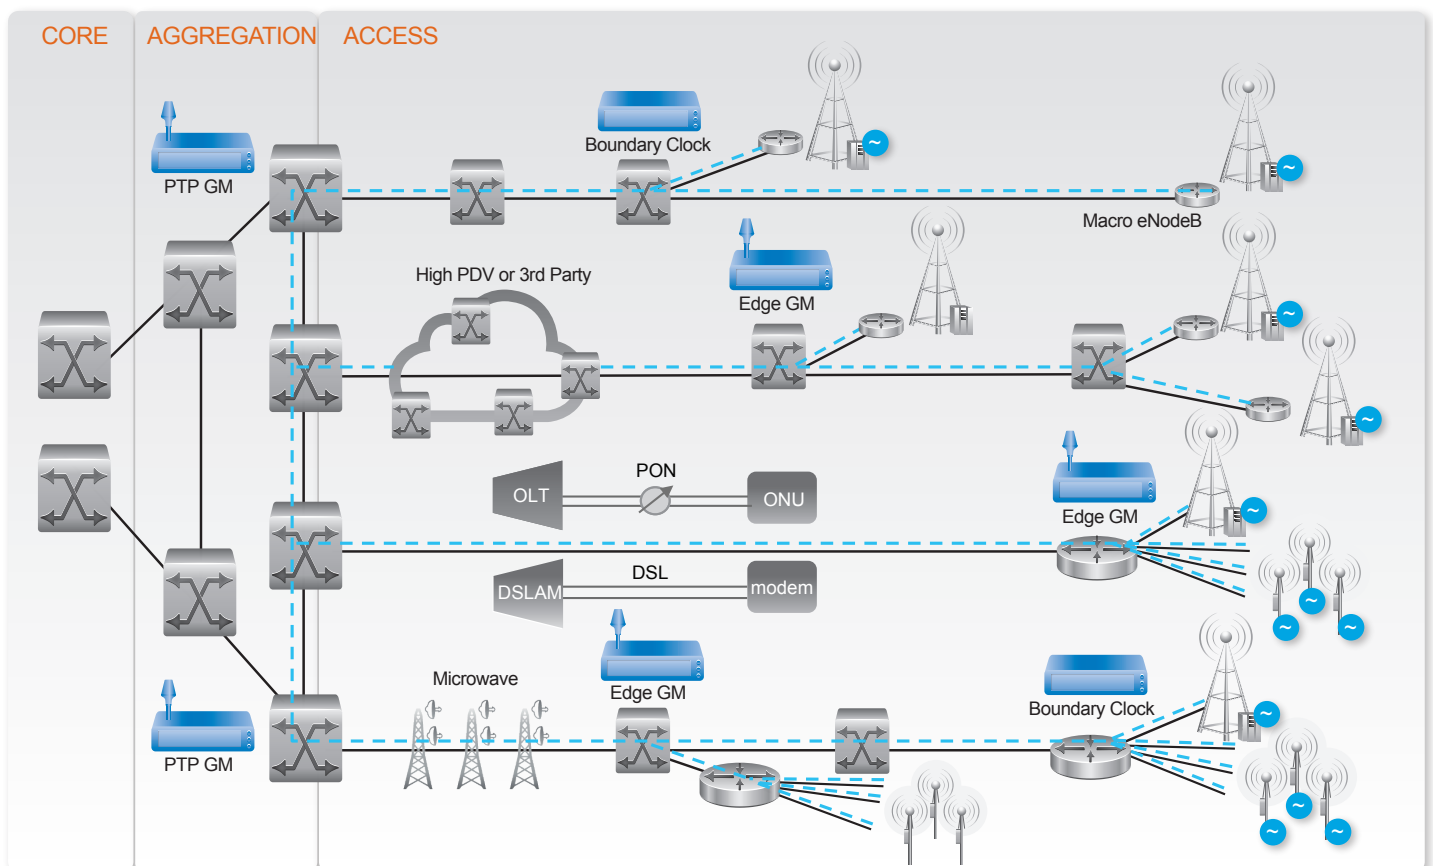 CORE
AGGREGATION
ACCESS
PTP GM
Boundary Clock
Macro eNodeB
High PDV or 3rd Party
Edge GM
~
~
~
~
OLT
PON
ONU
Edge GM
~
DSLAM
DSL
modem
~
~
~
PTP GM
Microwave
Edge GM
Boundary Clock
~
~
~
~